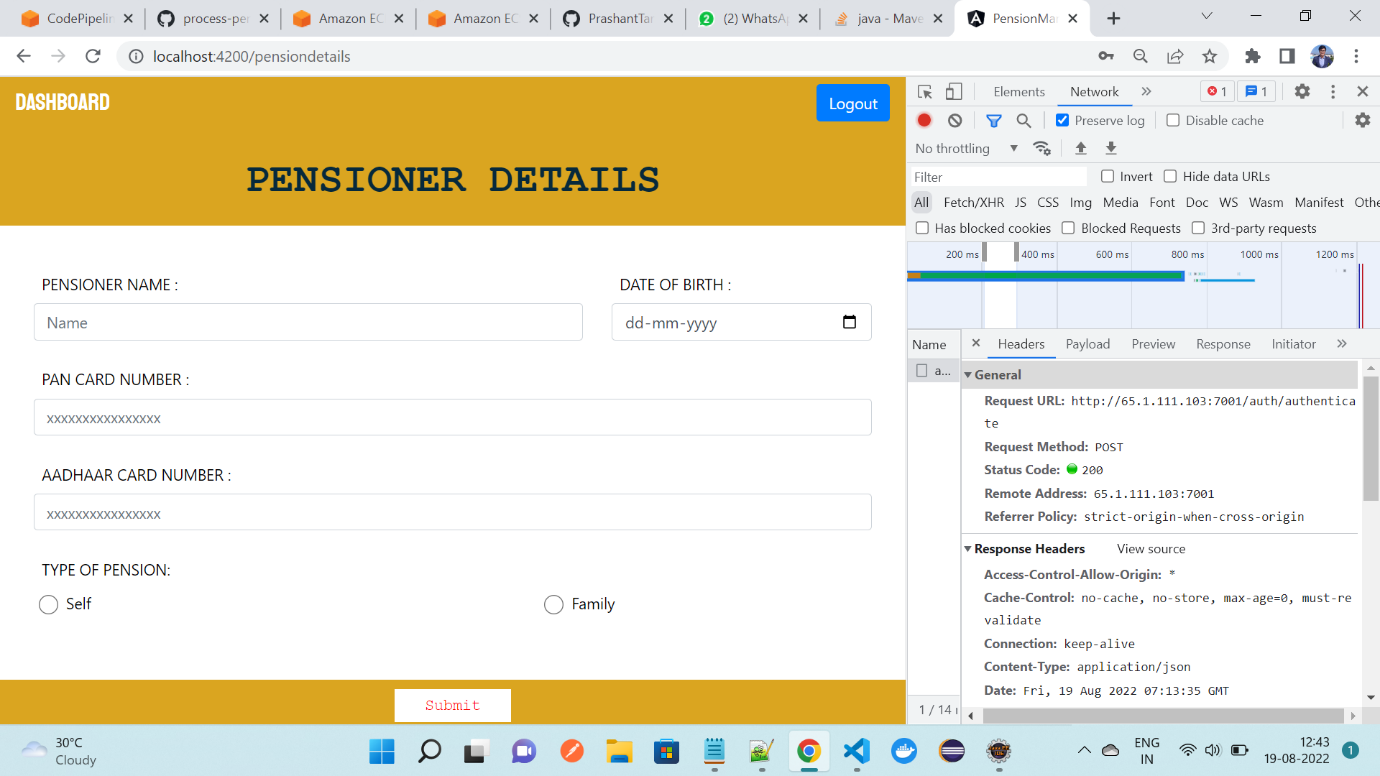 CodePipelin
process-per
Amazon EC
Amazon EC
PrashantTar
(2) WhatsAp
java - Mave
PensionMa
localhost:4200/pensiondetails
DASHBOARD
Logout
PENSIONER DETAILS
PENSIONER NAME :
DATE OF BIRTH :
Name
dd-mm-yyyy
PAN CARD NUMBER :
xxxxxxxxxxxxxxxx
AADHAAR CARD NUMBER :
xxxxxxxxxxxxxxxx
TYPE OF PENSION:
Self
Family
Submit
Elements
Network
1
1
Preserve log
Disable cache
No throttling
Filter
Invert
Hide data URLs
All Fetch/XHR JS CSS Img Media Font Doc WS Wasm Manifest Othe
Has blocked cookies
Blocked Requests
3rd-party requests
200 ms
400 ms
600 ms
800 ms
1000 ms
1200 ms
Name
Headers
Payload
Preview
Response
Initiator
a...
General
Request URL: http://65.1.111.103:7001/auth/authentica
te
Request Method: POST
Status Code: 200
Remote Address: 65.1.111.103:7001
Referrer Policy: strict-origin-when-cross-origin
Response Headers
View source
Access-Control-Allow-Origin: *
Cache-Control: no-cache, no-store, max-age=0, must-re
validate
Connection: keep-alive
Content-Type: application/json
Date: Fri, 19 Aug 2022 07:13:35 GMT
1 / 14
30°C
Cloudy
ENG
IN
12:43
19-08-2022
1